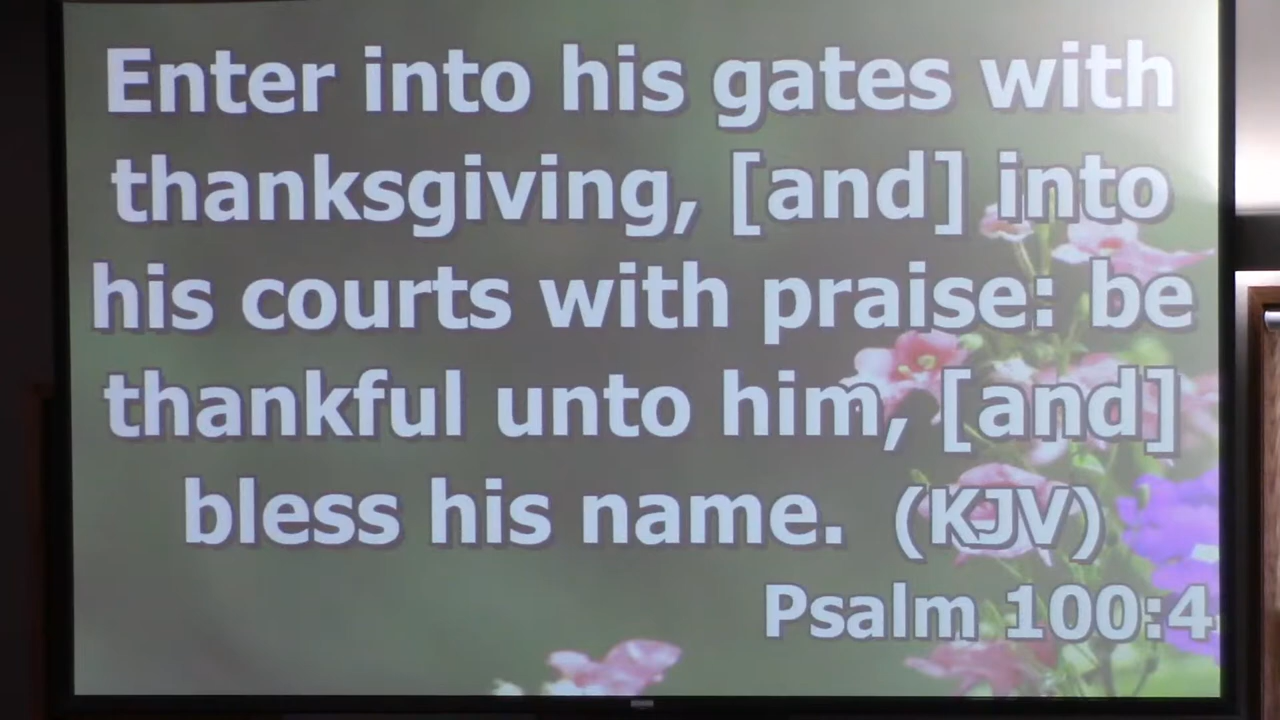 Enter into his gates with
thanksgiving, [and] into
his courts with praise: be
thankful unto him, [and]
bless his name. (KJV)
Psalm 100:4